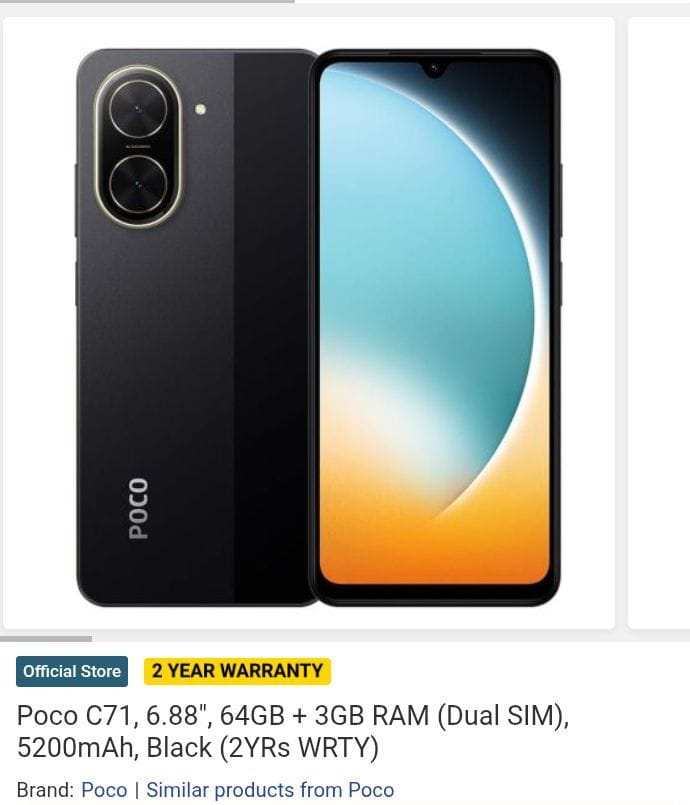 POCO
Official Store
2 YEAR WARRANTY
Poco C71, 6.88", 64GB + 3GB RAM (Dual SIM),
5200mAh, Black (2YRs WRTY)
Brand: Poco | Similar products from Poco